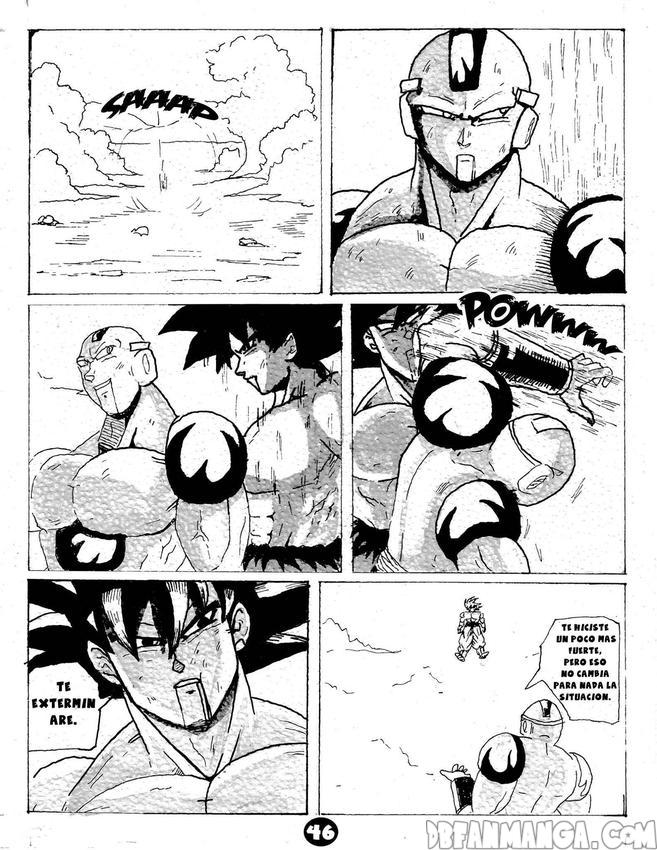 SAAAP
POWWW
TE
EXTERMIN
ARE.
TE HICISTE
UN POCO MAS
FUERTE,
PERO ESO
NO CAMBIA
PARA NADA LA
SITUACION.
46
DBFANMANGA.COM